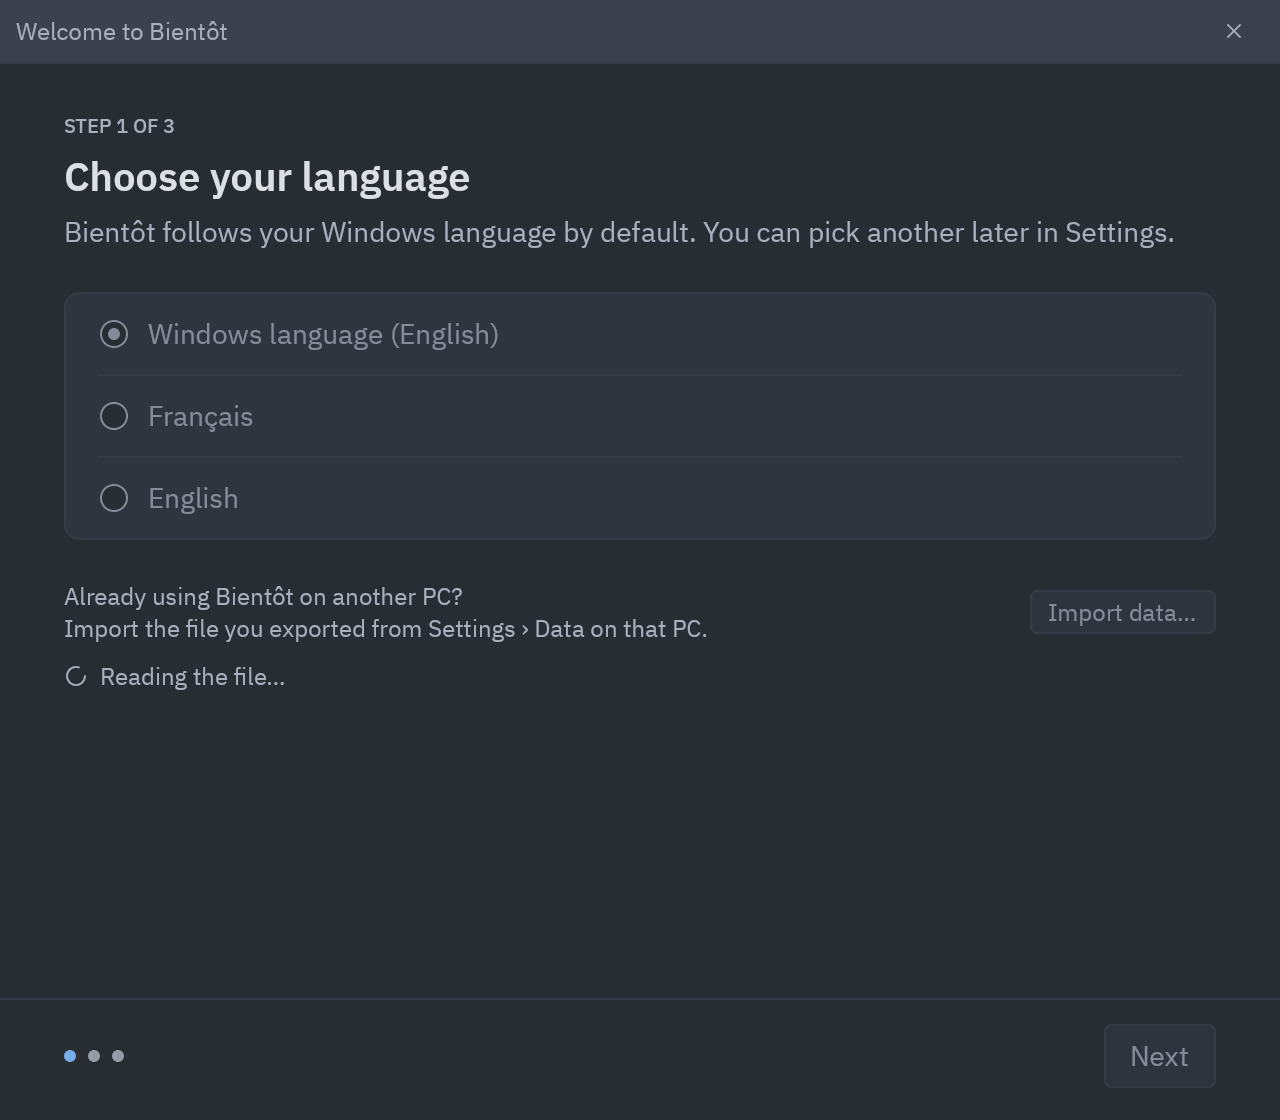 Welcome to Bientôt
STEP 1 OF 3
Choose your language
Bientôt follows your Windows language by default. You can pick another later in Settings.
Windows language (English)
Français
English
Already using Bientôt on another PC?
Import the file you exported from Settings › Data on that PC.
Import data…
Reading the file…
Next